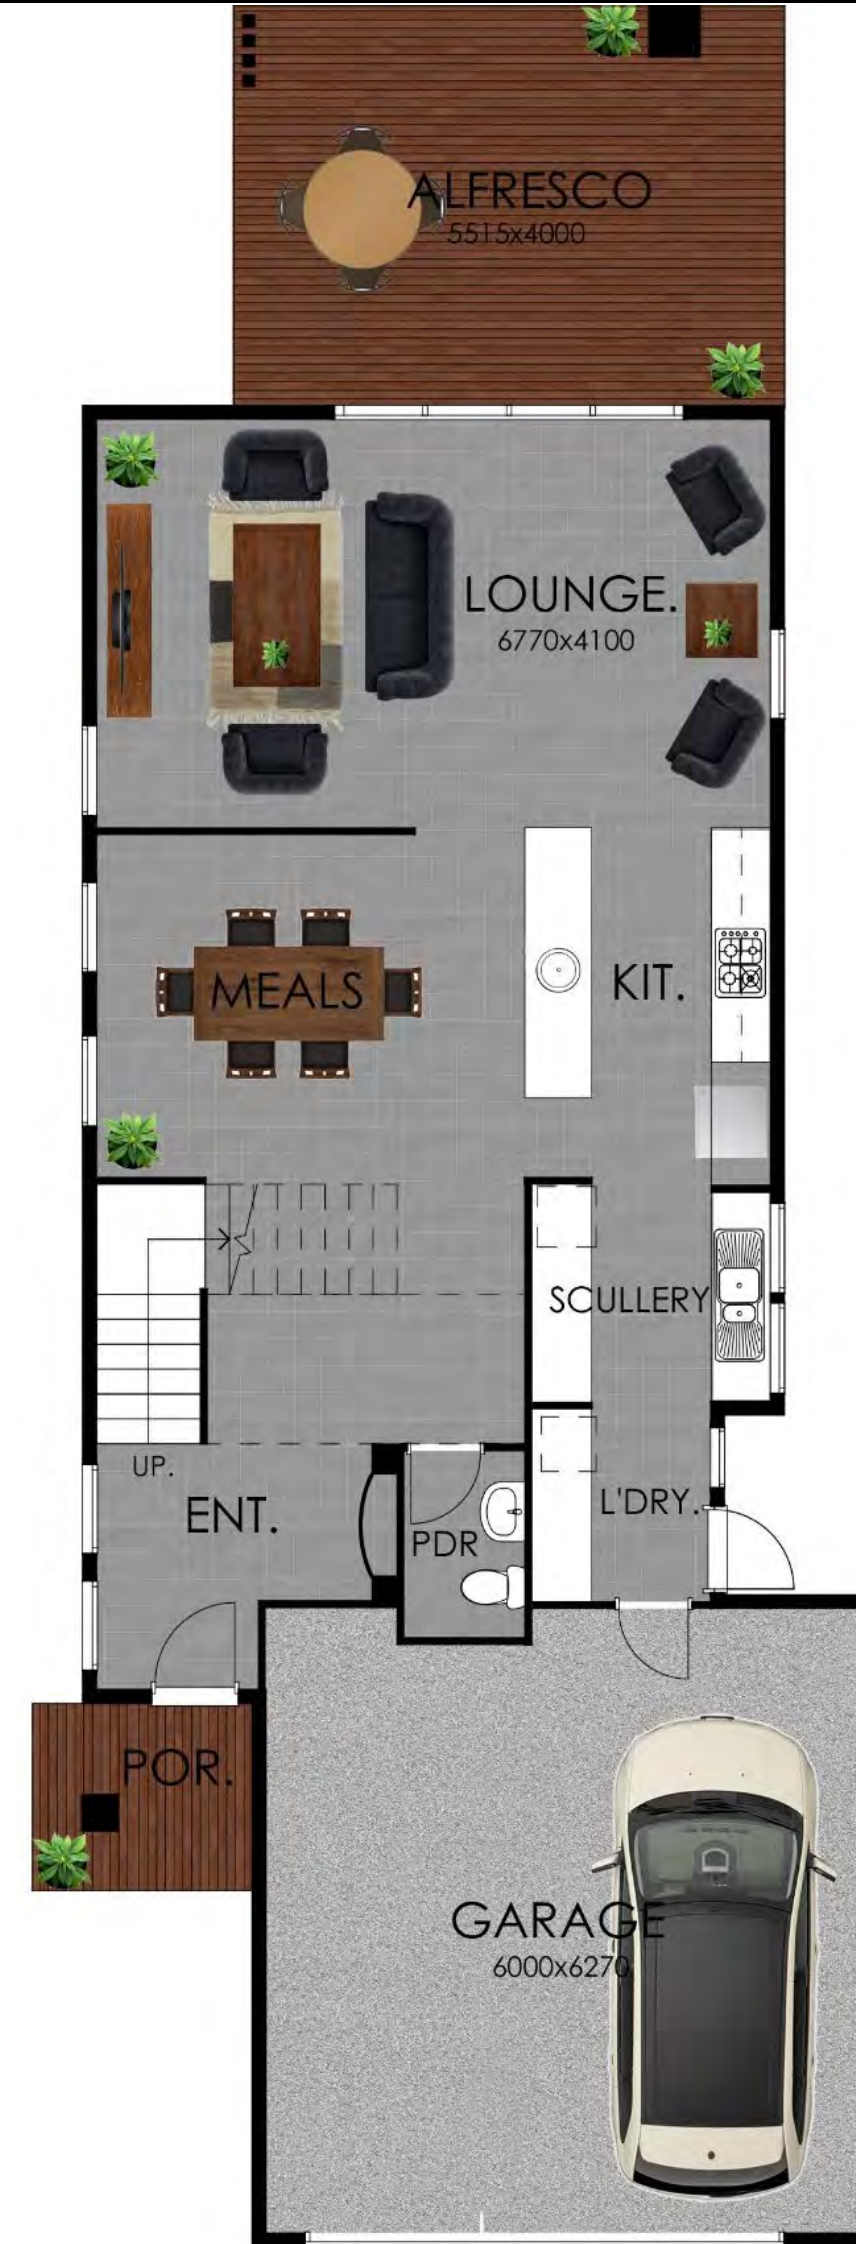 ALFRESCO
5515x4000
LOUNGE.
6770x4100
MEALS
KIT.
SCULLERY
UP.
ENT.
PDR
L'DRY.
POR.
GARAGE
6000x6270